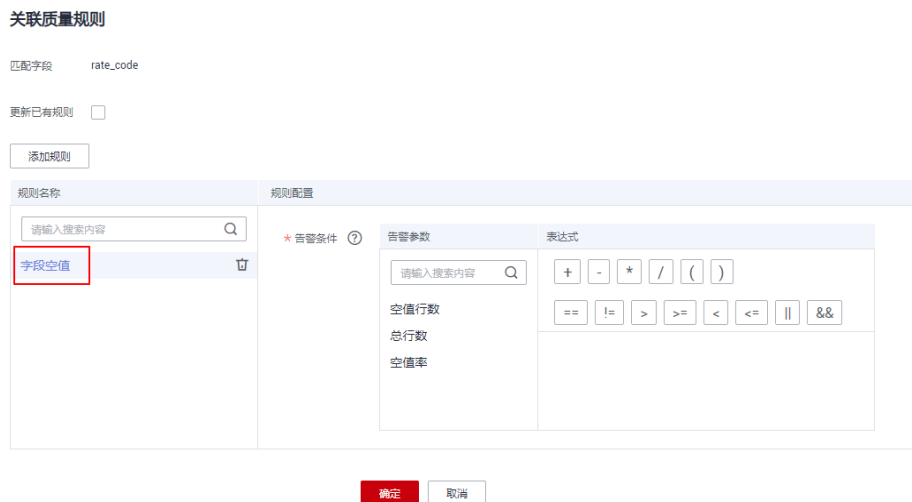 关联质量规则
匹配字段 rate_code
更新已有规则
添加规则
规则名称 规则配置
请输入搜索内容
字段空值
* 告警条件 ?
告警参数 表达式
请输入搜索内容
空值行数
总行数
空值率
+ - * / ( )
== != > >= < <= || &&
确定 取消